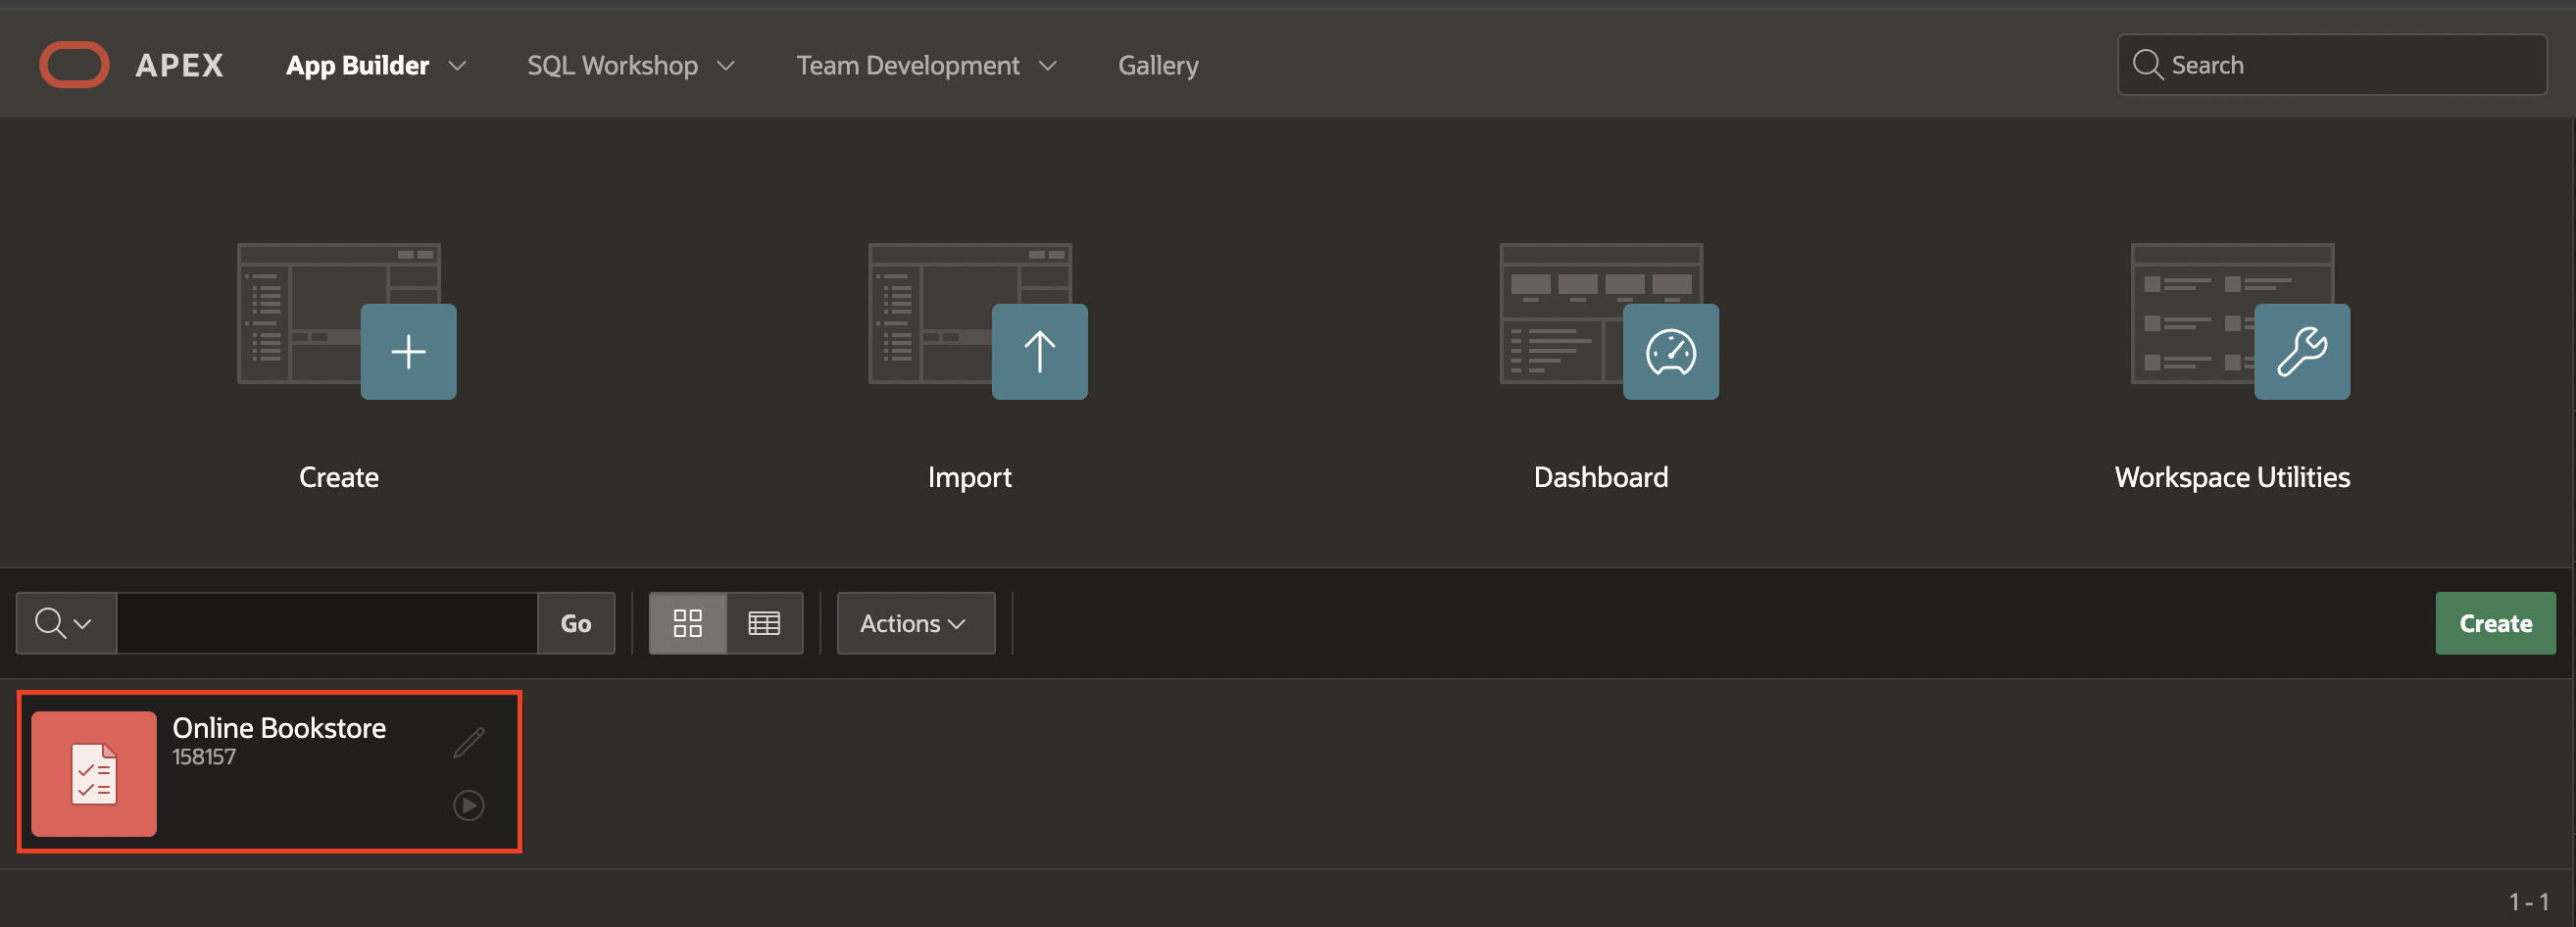 APEX App Builder SQL Workshop Team Development Gallery Search
Create Import Dashboard Workspace Utilities
Go Actions Create
Online Bookstore
158157
1 - 1